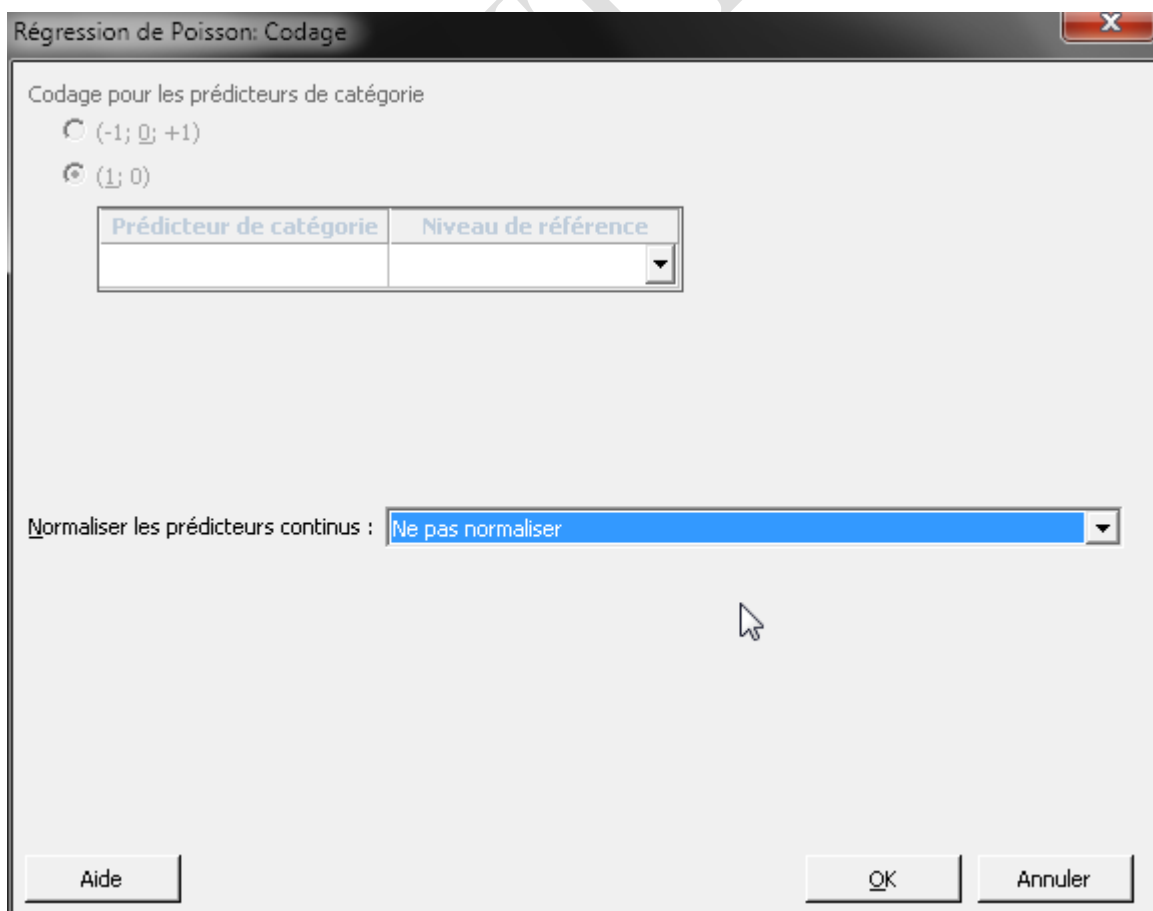 Régression de Poisson: Codage
Codage pour les prédicteurs de catégorie
(-1; 0; +1)
(1; 0)
Prédicteur de catégorie Niveau de référence
Normaliser les prédicteurs continus : Ne pas normaliser
Aide OK Annuler